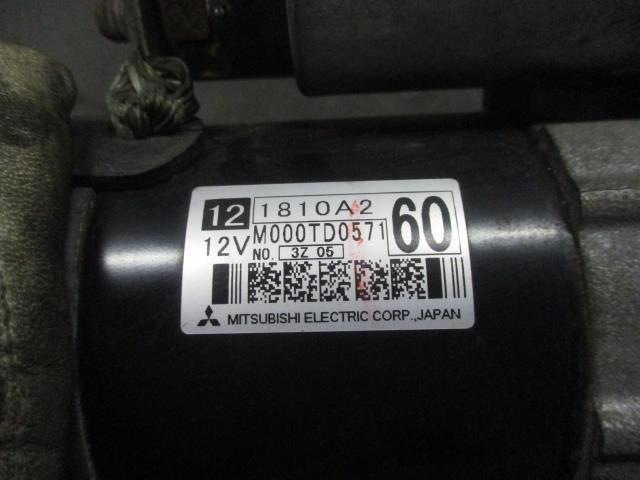 12 1810A2
12V M000TD0571 60
NO. 3Z 05
MITSUBISHI ELECTRIC CORP., JAPAN